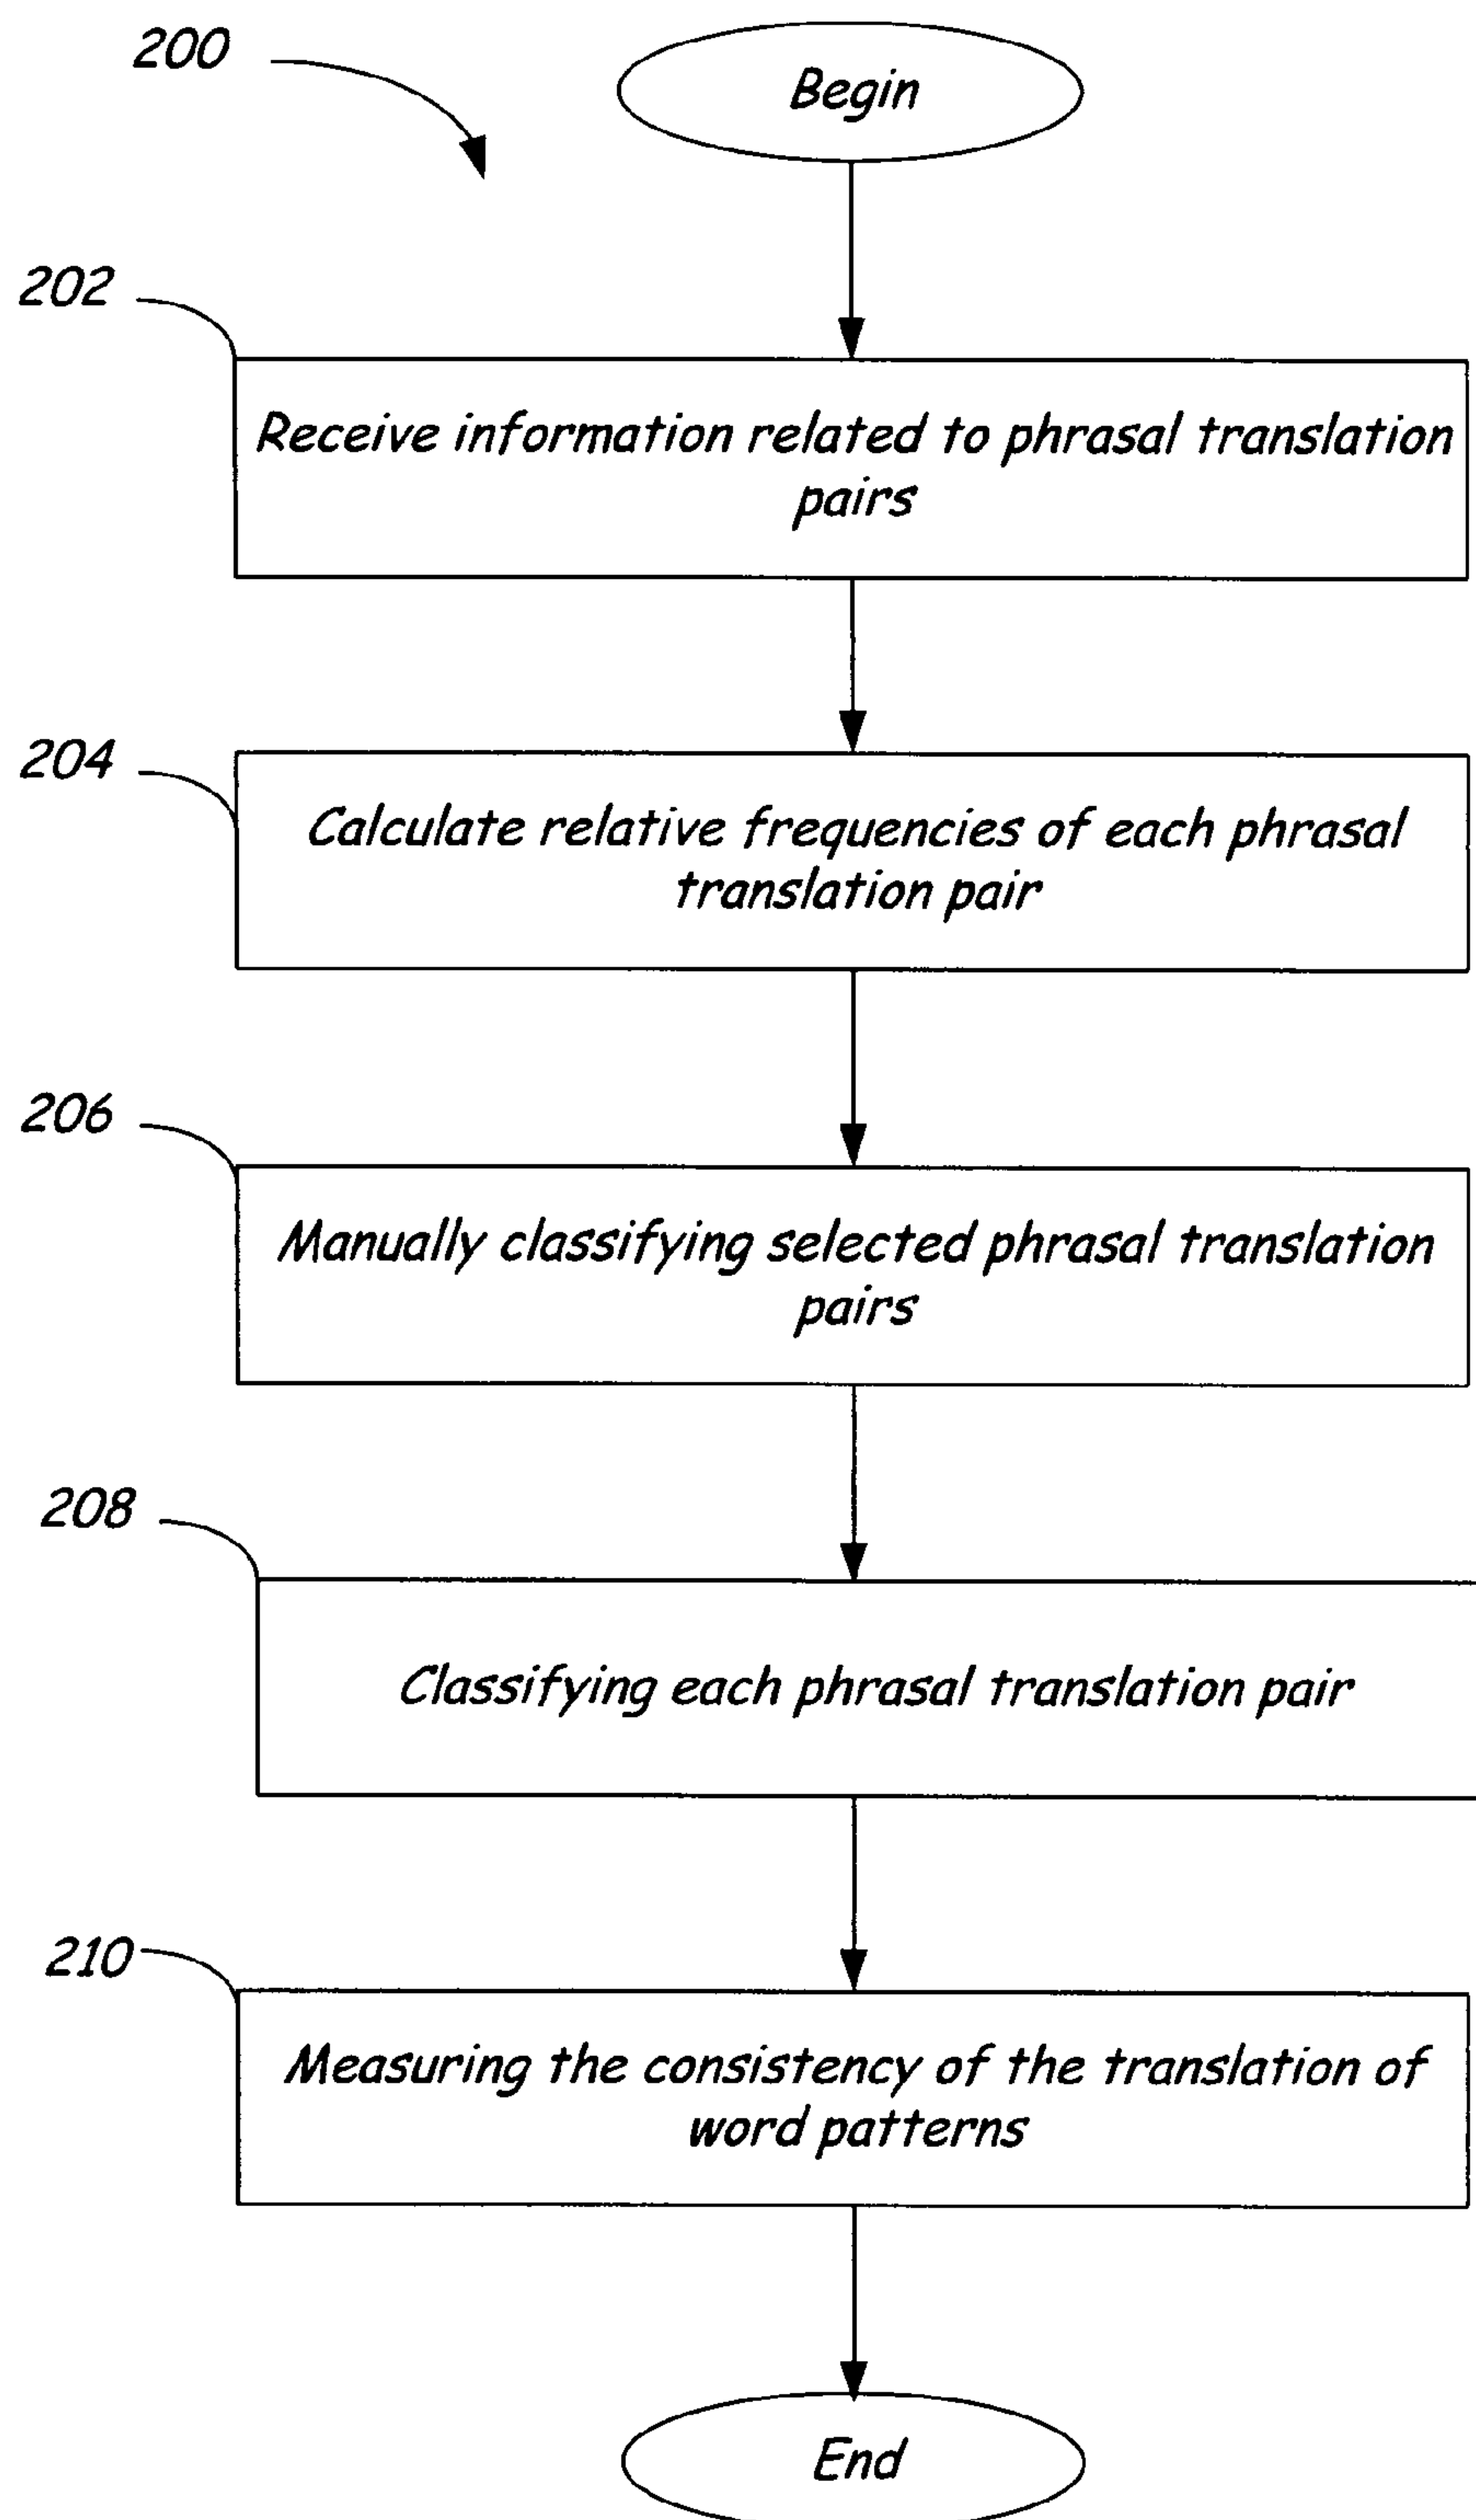 200
Begin
202
Receive information related to phrasal translation
pairs
204
Calculate relative frequencies of each phrasal
translation pair
206
Manually classifying selected phrasal translation
pairs
208
Classifying each phrasal translation pair
210
Measuring the consistency of the translation of
word patterns
End